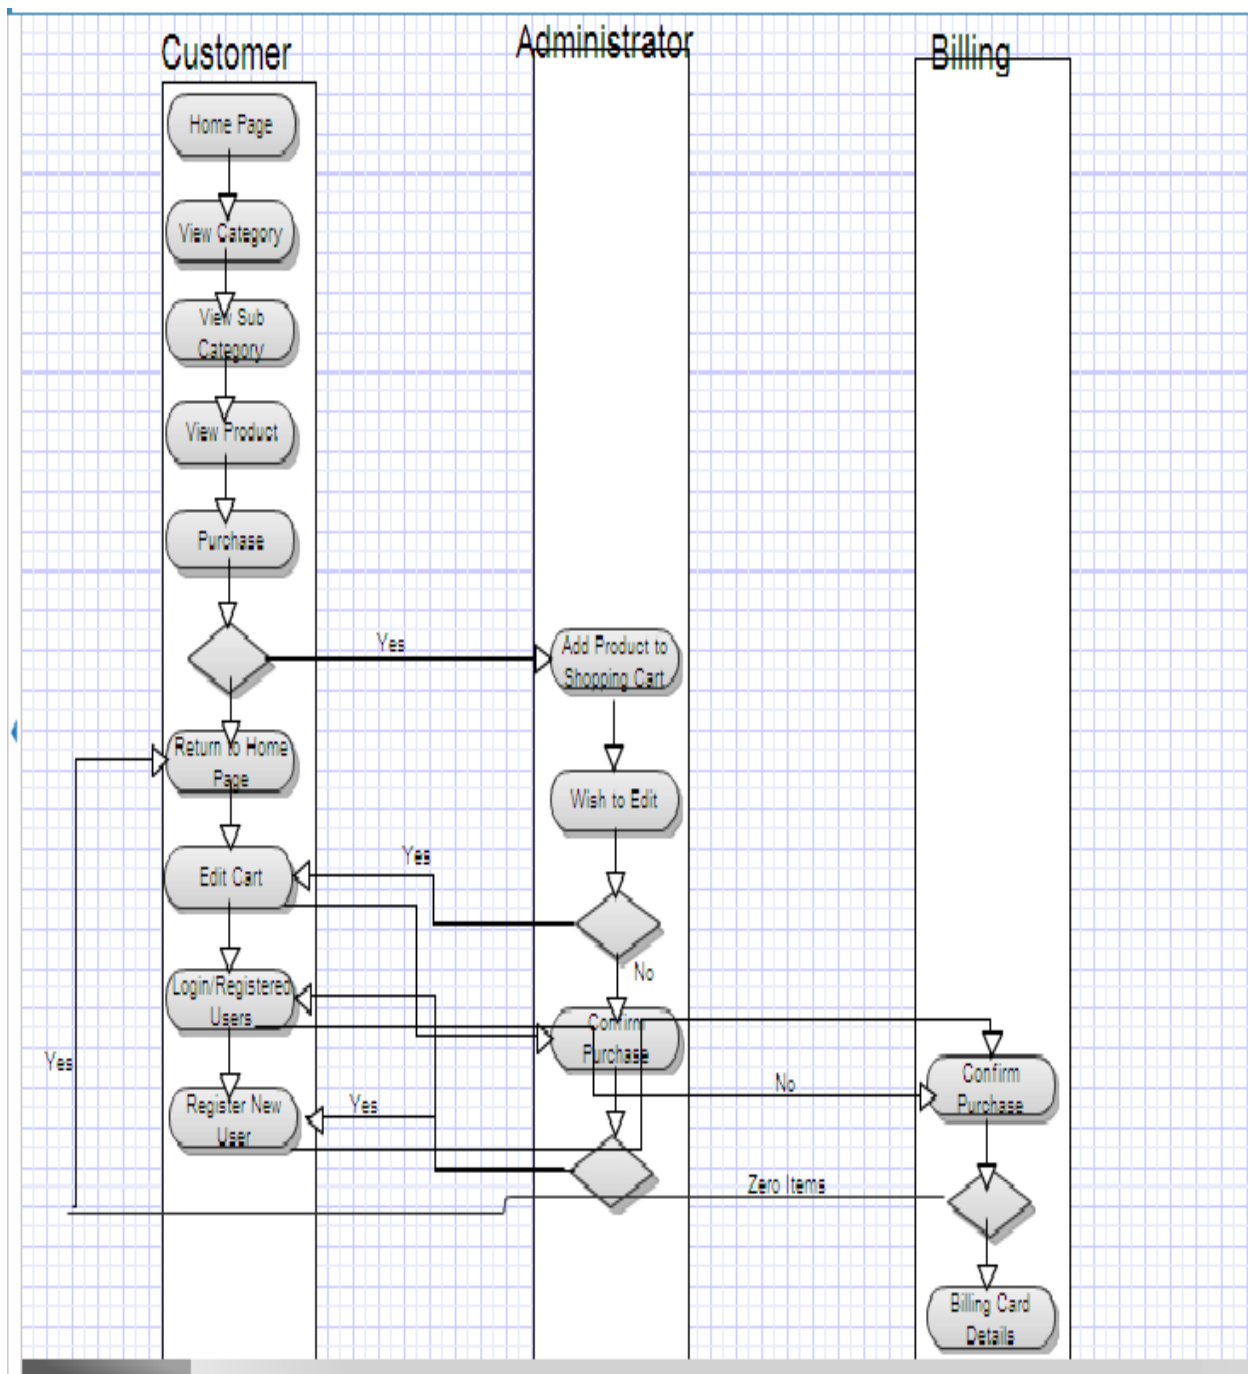 Customer
Administrator
Billing
Home Page
View Category
View Sub
Category
View Product
Purchase
Yes
Add Product to
Shopping Cart
Return to Home
Page
Wish to Edit
Yes
Edit Cart
No
Login/Registered
Users
Confirm
Purchase
Yes
No
Confirm
Purchase
Register New
User
Yes
Zero Items
Billing Card
Details